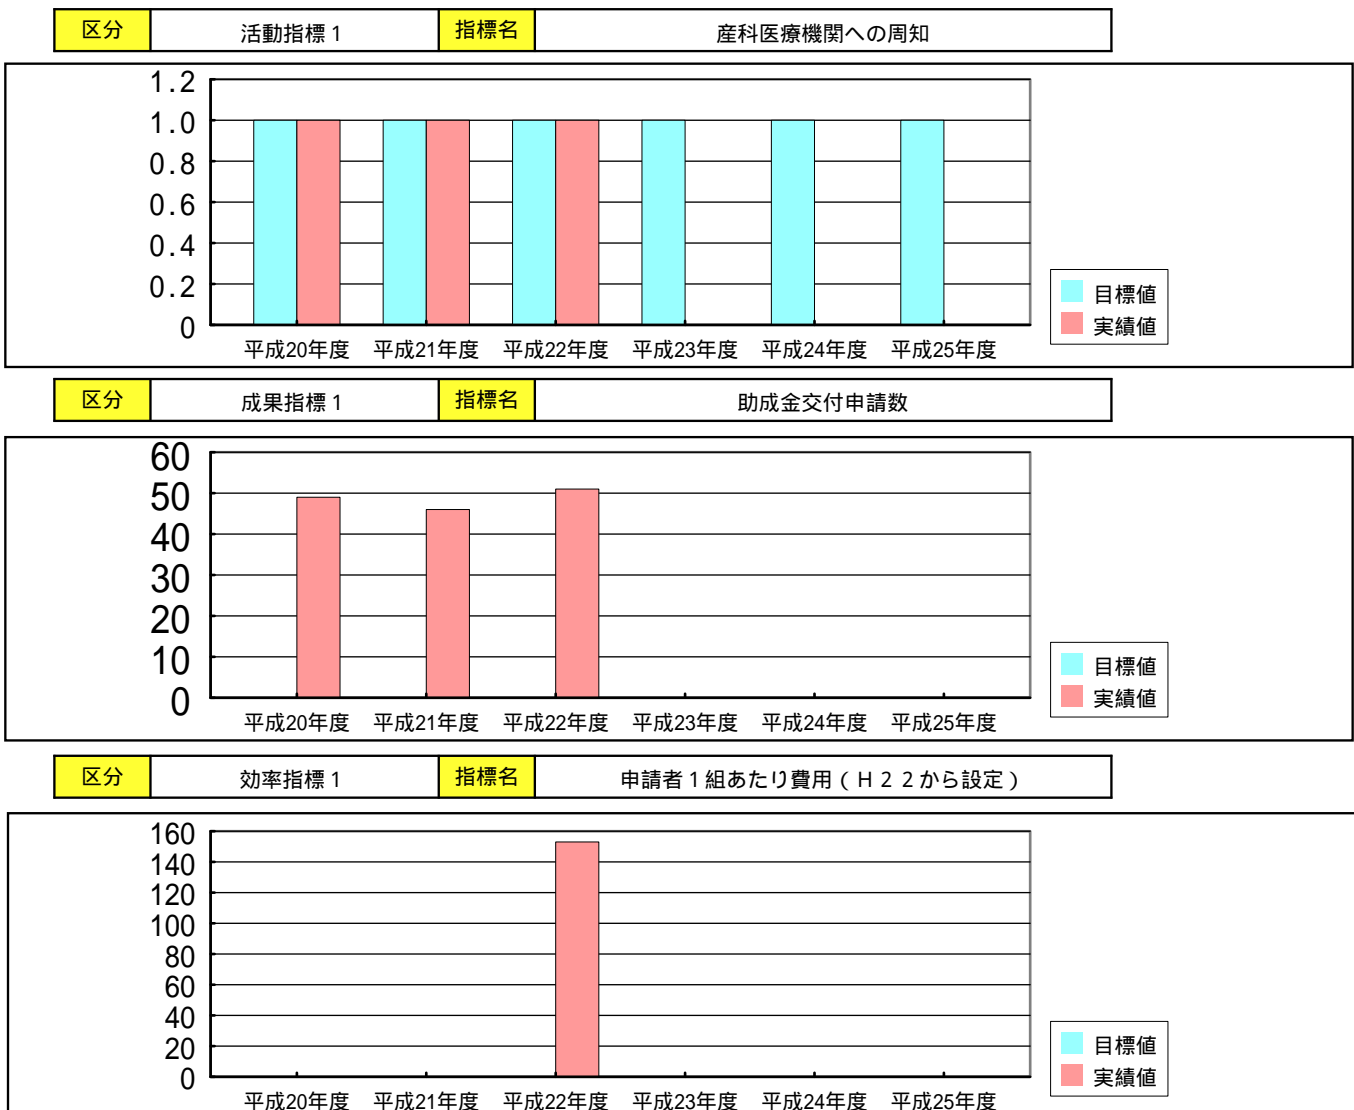 区分 活動指標1 指標名 産科医療機関への周知
1.2
1.0
0.8
0.6
0.4
0.2
0
平成20年度 平成21年度 平成22年度 平成23年度 平成24年度 平成25年度
目標値
実績値
区分 成果指標1 指標名 助成金交付申請数
60
50
40
30
20
10
0
平成20年度 平成21年度 平成22年度 平成23年度 平成24年度 平成25年度
目標値
実績値
区分 効率指標1 指標名 申請者1組あたり費用(H22から設定)
160
140
120
100
80
60
40
20
0
平成20年度 平成21年度 平成22年度 平成23年度 平成24年度 平成25年度
目標値
実績値